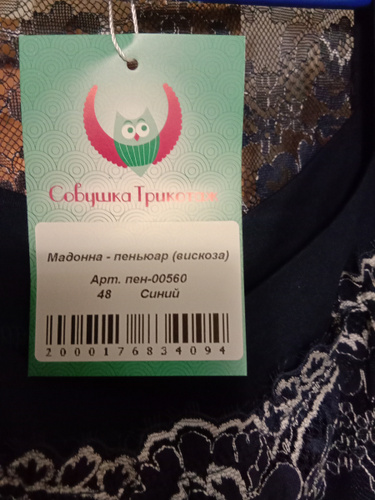 Совушка Трикотаж
Мадонна - пеньюар (вискоза)
Арт. пен-00560
48 Синий
2000176834094